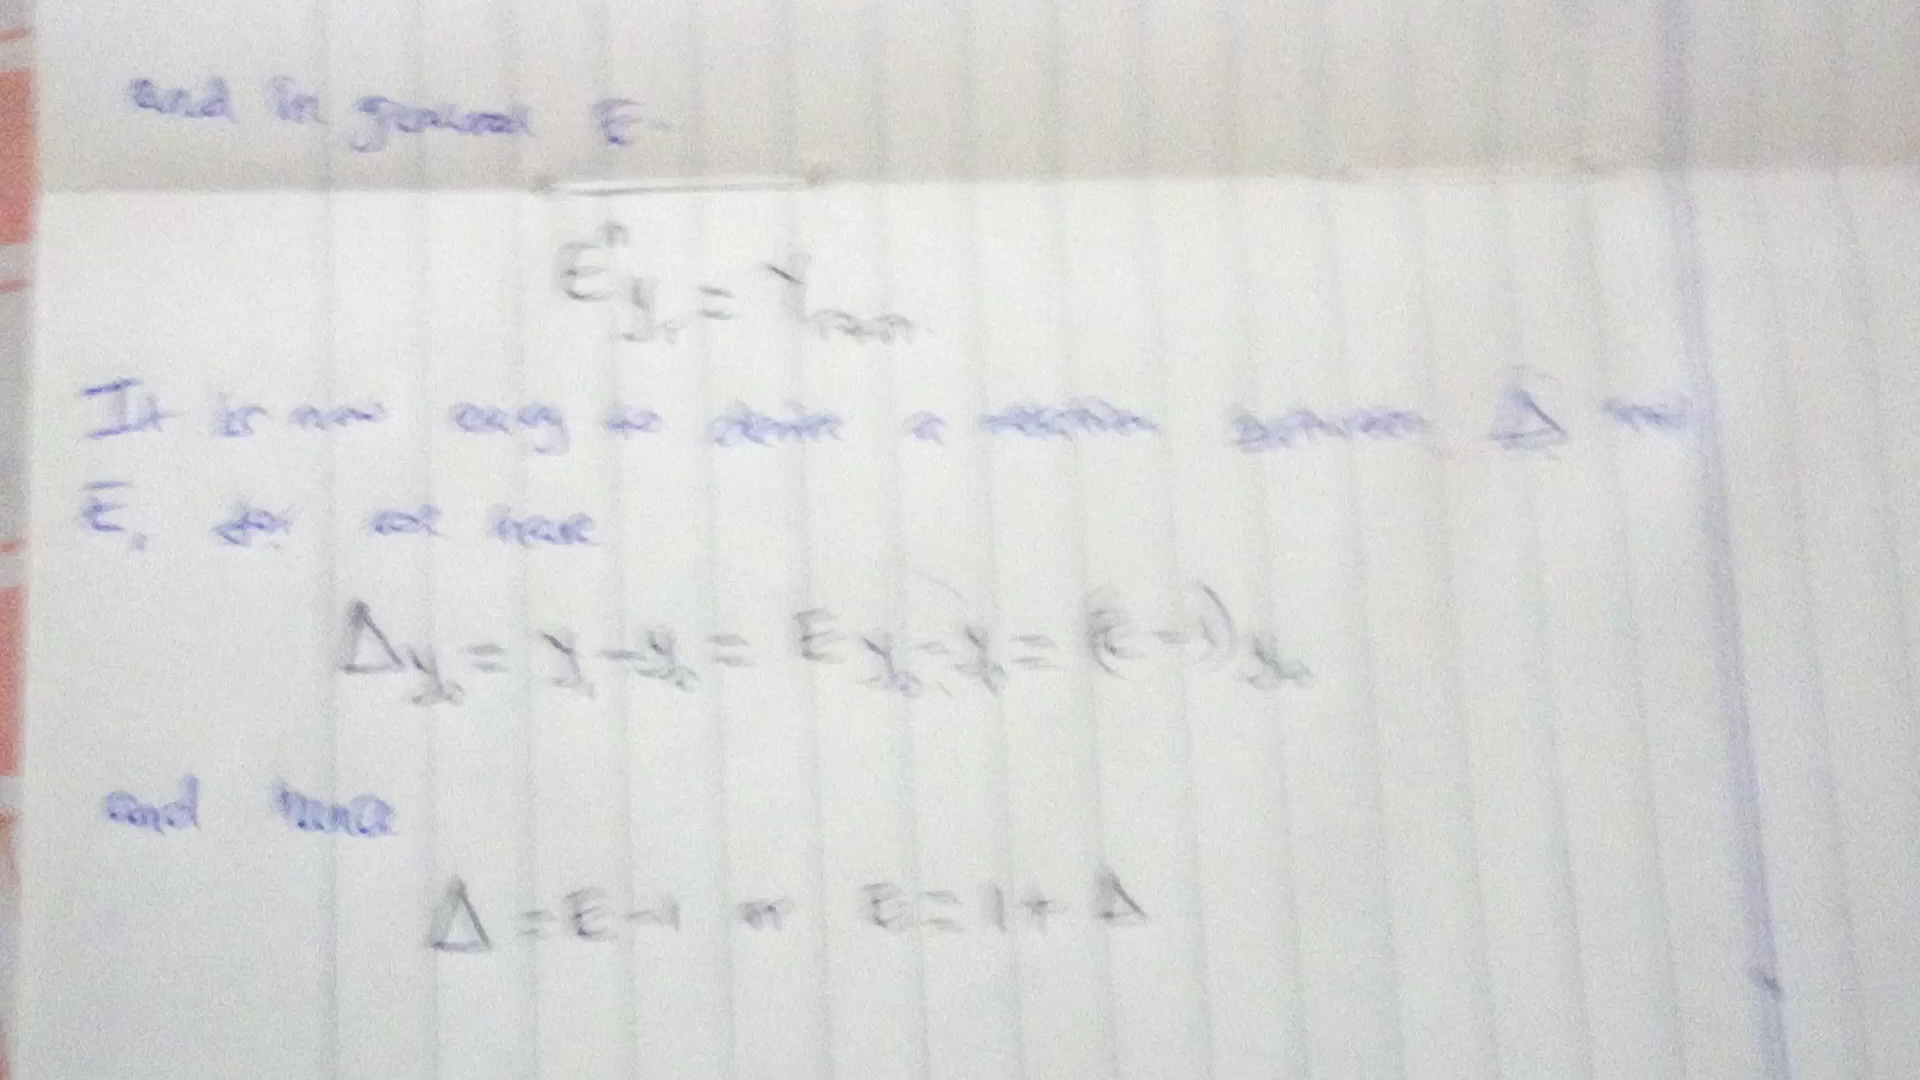 and in general E
Eⁿy₀ = y
It is now easy to derive a relation between Δ and
E, for we have
Δy₀ = y₁ - y₀ = Ey₀ - y₀ = (E - 1)y₀
and hence
Δ = E - 1 or E = 1 + Δ